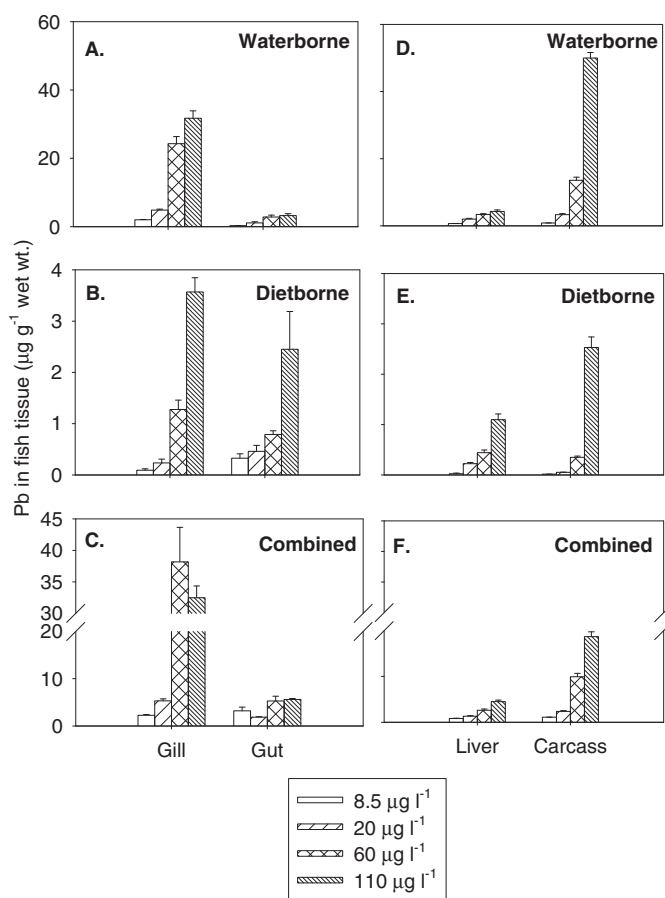 Pb in fish tissue (µg g⁻¹ wet wt.)
A.
Waterborne
60
40
20
0
D.
Waterborne
B.
Dietborne
4
3
2
1
0
E.
Dietborne
C.
Combined
45
40
35
30
20
10
0
F.
Combined
Gill Gut
Liver Carcass
8.5 µg l⁻¹
20 µg l⁻¹
60 µg l⁻¹
110 µg l⁻¹